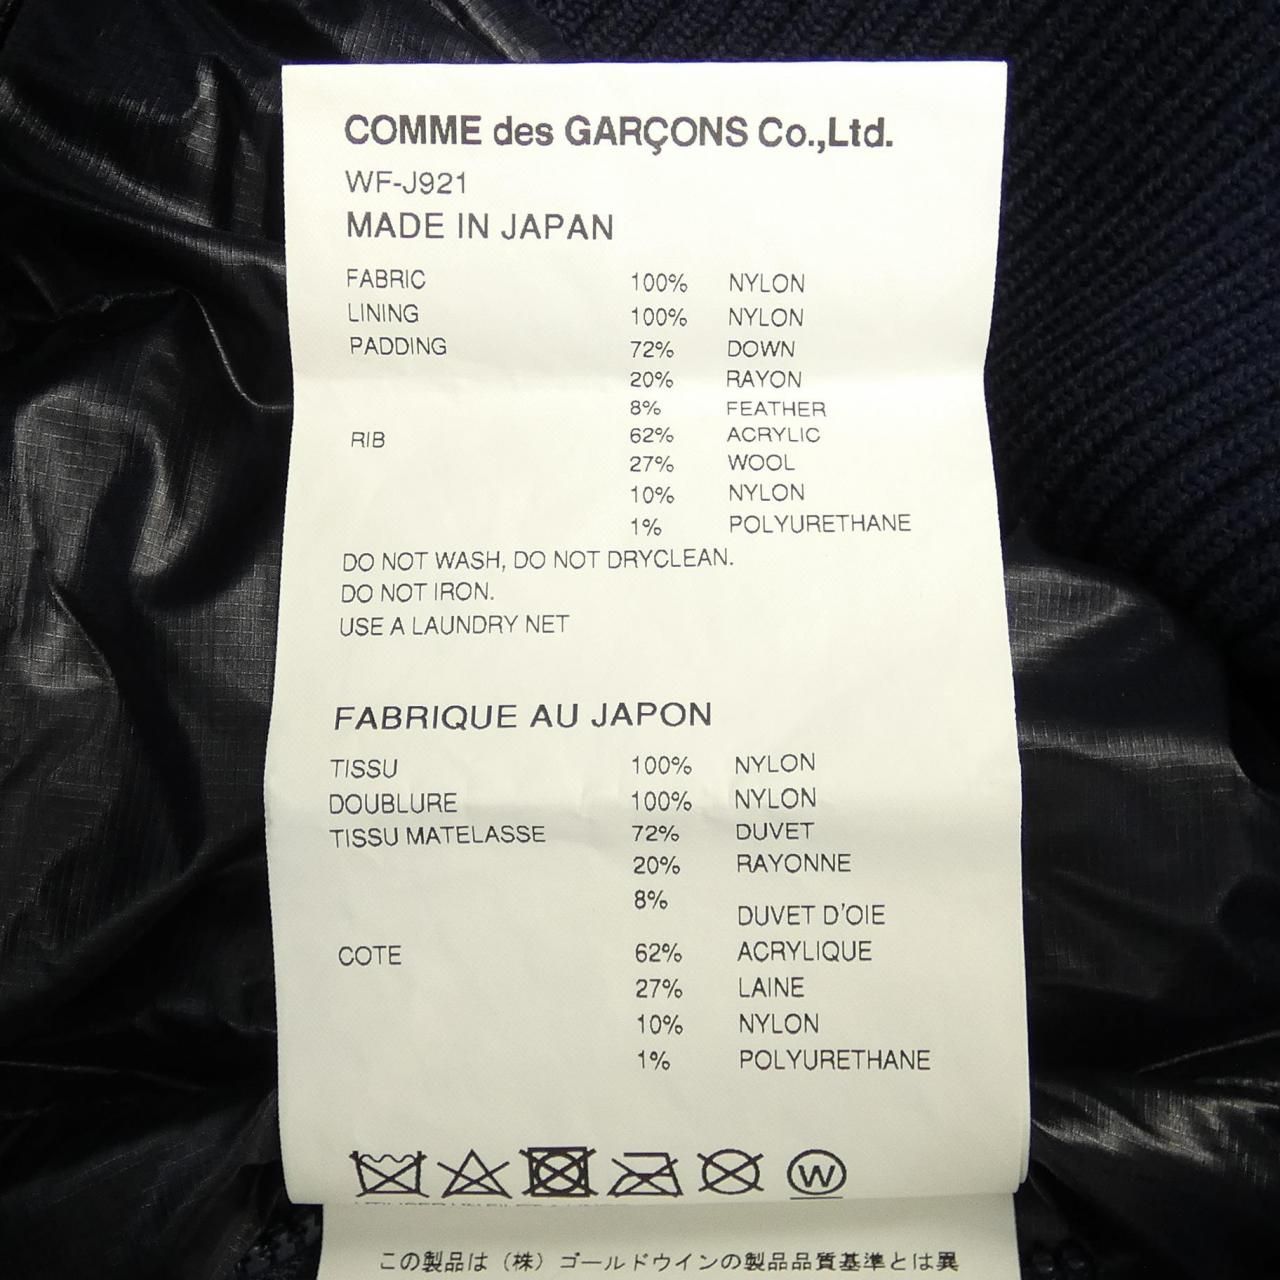 COMME des GARÇONS Co.,Ltd.
WF-J921
MADE IN JAPAN
FABRIC 100% NYLON
LINING 100% NYLON
PADDING 72% DOWN
20% RAYON
8% FEATHER
RIB 62% ACRYLIC
27% WOOL
10% NYLON
1% POLYURETHANE
DO NOT WASH, DO NOT DRYCLEAN.
DO NOT IRON.
USE A LAUNDRY NET
FABRIQUE AU JAPON
TISSU 100% NYLON
DOUBLURE 100% NYLON
TISSU MATELASSE 72% DUVET
20% RAYONNE
8% DUVET D'OIE
COTE 62% ACRYLIQUE
27% LAINE
10% NYLON
1% POLYURETHANE
W
この製品は（株）ゴールドウインの製品品質基準とは異